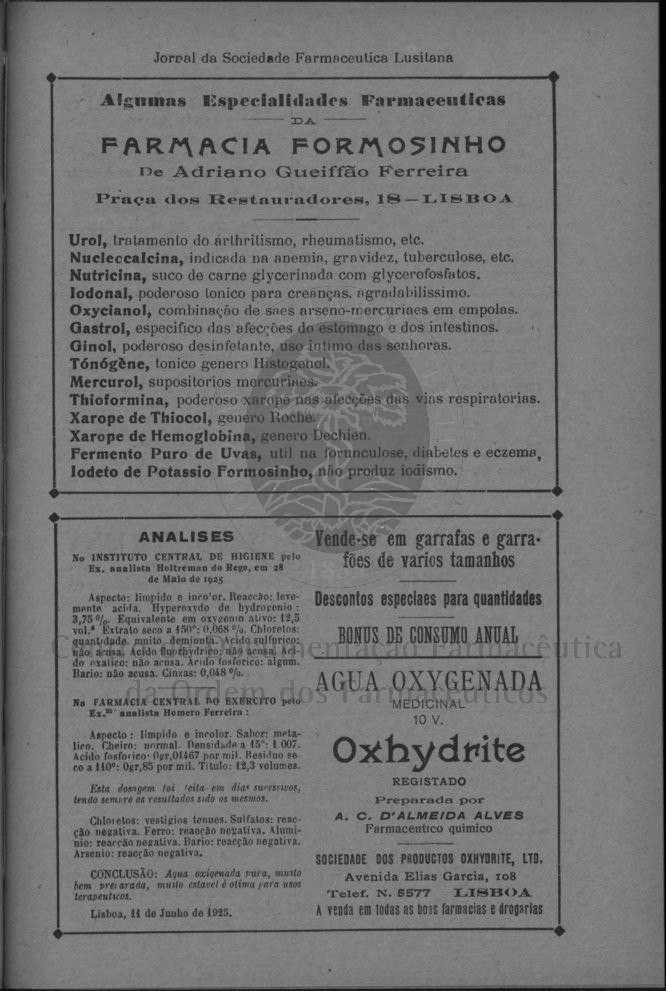 Jornal da Sociedade Farmaceutica Lusitana
Algumas Especialidades Farmaceuticas
DA
FARMACIA FORMOSINHO
De Adriano Gueiffão Ferreira
Praça dos Restauradores, 18 — LISBOA
Urol, tratamento do arthritismo, rheumatismo, etc.
Nucleocalcina, indicada na anemia, gravidez, tuberculose, etc.
Nutricina, suco de carne glycerinada com glycerofosfatos.
Iodonal, poderoso tonico para creanças, agradabilissimo.
Oxycianol, combinação de saes arseno-mercuriaes em empolas.
Gastrol, especifico das afecções do estomago e dos intestinos.
Ginol, poderoso desinfetante, uso intimo das senhoras.
Tónógène, tonico genero Histogenol.
Mercurol, supositorios mercuriaes.
Thioformina, poderoso xarope nas afecções das vias respiratorias.
Xarope de Thiocol, genero Roche.
Xarope de Hemoglobina, genero Dechien.
Fermento Puro de Uvas, util na forunculose, diabetes e eczema,
Iodeto de Potassio Formosinho, não produz iodismo.
ANALISES
No INSTITUTO CENTRAL DE HIGIENE pelo
Ex. analista Holtreman do Rego, em 28
de Maio de 1925
Aspecto: limpido e incolor. Reacção: leve-
mente acida. Hyperoxydo de hydrogenio:
3,75 %. Equivalente em oxygenio ativo: 12,5
vol.ˢ Extrato seco a 150º: 0,068 %. Chloretos:
quantidade muito deminuta. Acido sulfurico:
não acusa. Acido fluorhydrico: não acusa. Aci-
do oxalico: não acusa. Acido fosforico: algum.
Bario: não acusa. Cinzas: 0,048 %.
Na FARMACIA CENTRAL DO EXERCITO pelo
Ex.ᵐᵒ analista Homero Ferreira:
Aspecto: limpido e incolor. Sabor: meta-
lico. Cheiro: normal. Densidade a 15º: 1.007.
Acido fosforico: 0gr,01467 por mil. Residuo se-
co a 110º: 0gr,85 por mil. Titulo: 12,3 volumes.
Esta dosagem foi feita em dias sucessivos,
tendo sempre os resultados sido os mesmos.
Chloretos: vestigios tenues. Sulfatos: reac-
ção negativa. Ferro: reacção negativa. Alumi-
nio: reacção negativa. Bario: reacção negativa.
Arsenio: reacção negativa.
CONCLUSÃO: Agua oxigenada pura, muito
bem preparada, muito estavel é otima para usos
terapeuticos.
Lisboa, 11 de Junho de 1925.
Vende-se em garrafas e garra-
fões de varios tamanhos
Descontos especiaes para quantidades
BONUS DE CONSUMO ANUAL
AGUA OXYGENADA
MEDICINAL
10 V.
Oxhydrite
REGISTADO
Preparada por
A. C. D'ALMEIDA ALVES
Farmaceutico quimico
SOCIEDADE DOS PRODUCTOS OXHYDRITE, LTD.
Avenida Elias Garcia, 108
Telef. N. 5577 LISBOA
A venda em todas as boas farmacias e drogarias
da Ordem dos Farmacêuticos